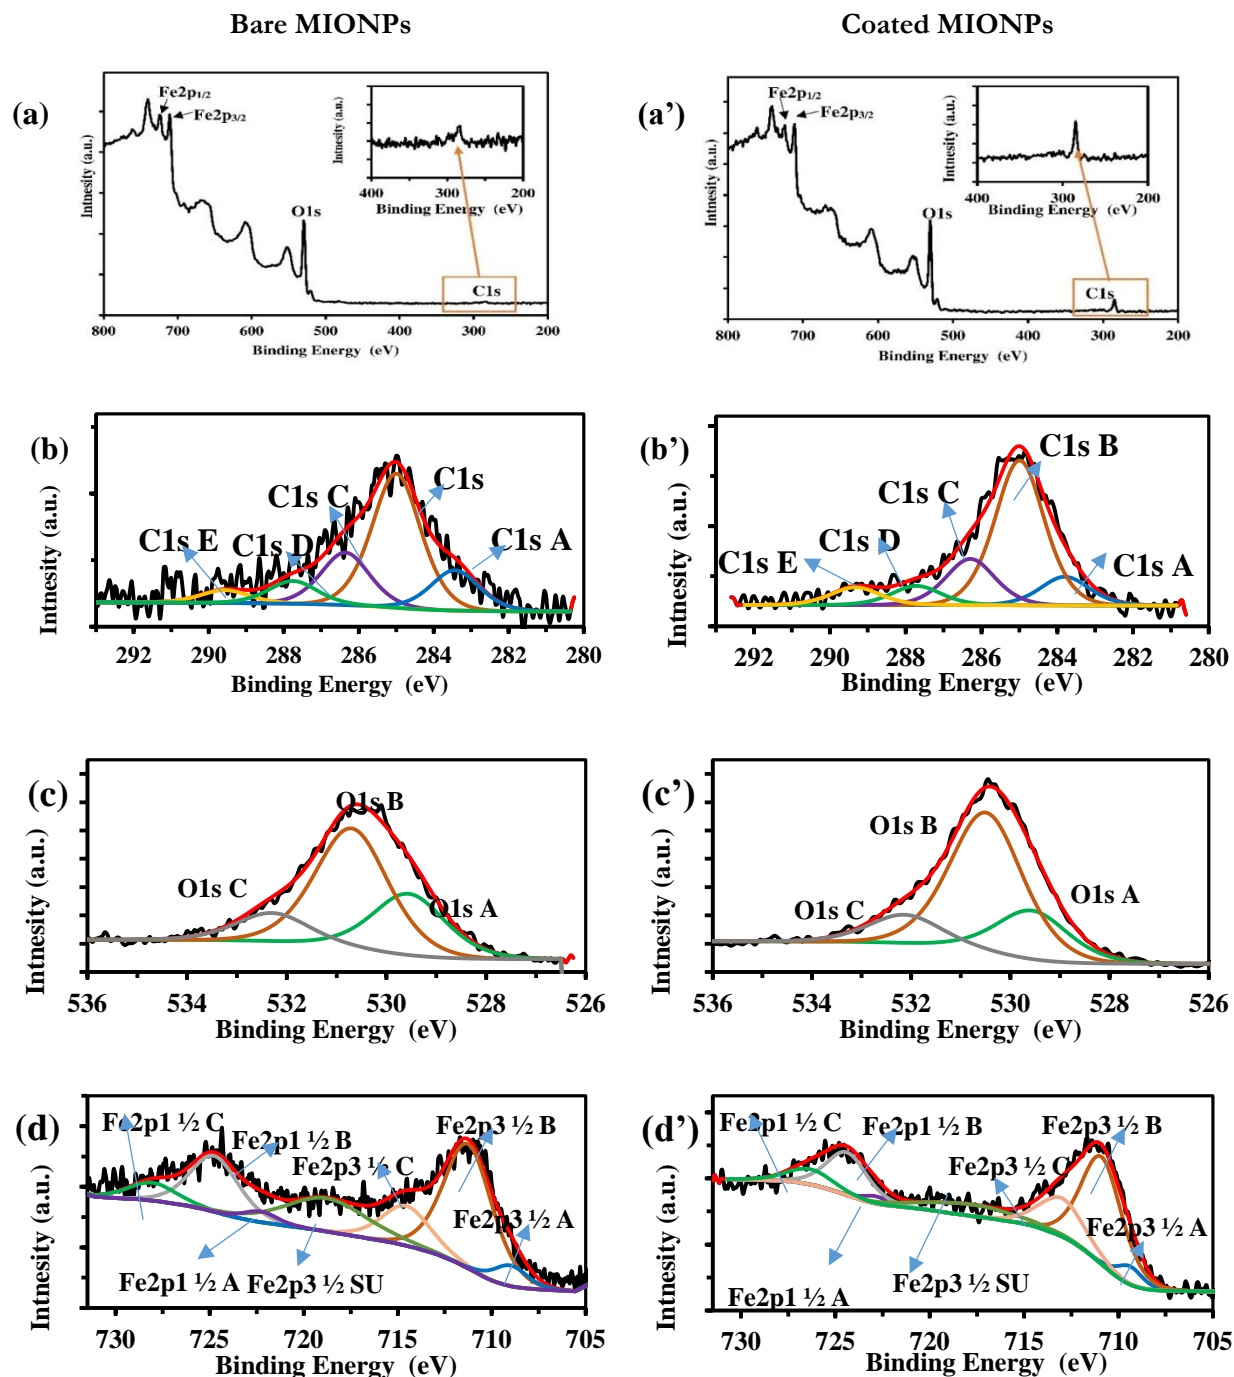 Bare MIONPs
Coated MIONPs
(a)
Fe2p1/2
Fe2p3/2
O1s
C1s
Intnesity (a.u.)
800 700 600 500 400 300 200
Binding Energy (eV)
Intnesity (a.u.)
400 300 200
Binding Energy (eV)
(a’)
Fe2p1/2
Fe2p3/2
O1s
C1s
Intnesity (a.u.)
800 700 600 500 400 300 200
Binding Energy (eV)
Intnesity (a.u.)
400 300 200
Binding Energy (eV)
(b)
C1s E
C1s D
C1s C
C1s
C1s A
Intnesity (a.u.)
292 290 288 286 284 282 280
Binding Energy (eV)
(b’)
C1s E
C1s D
C1s C
C1s B
C1s A
Intnesity (a.u.)
292 290 288 286 284 282 280
Binding Energy (eV)
(c)
O1s B
O1s C
O1s A
Intnesity (a.u.)
536 534 532 530 528 526
Binding Energy (eV)
(c’)
O1s B
O1s C
O1s A
Intnesity (a.u.)
536 534 532 530 528 526
Binding Energy (eV)
(d)
Fe2p1 ½ C
Fe2p1 ½ B
Fe2p3 ½ C
Fe2p3 ½ B
Fe2p3 ½ A
Fe2p1 ½ A
Fe2p3 ½ SU
Intnesity (a.u.)
730 725 720 715 710 705
Binding Energy (eV)
(d’)
Fe2p1 ½ C
Fe2p1 ½ B
Fe2p3 ½ C
Fe2p3 ½ B
Fe2p3 ½ A
Fe2p1 ½ A
Fe2p3 ½ SU
Intnesity (a.u.)
730 725 720 715 710 705
Binding Energy (eV)